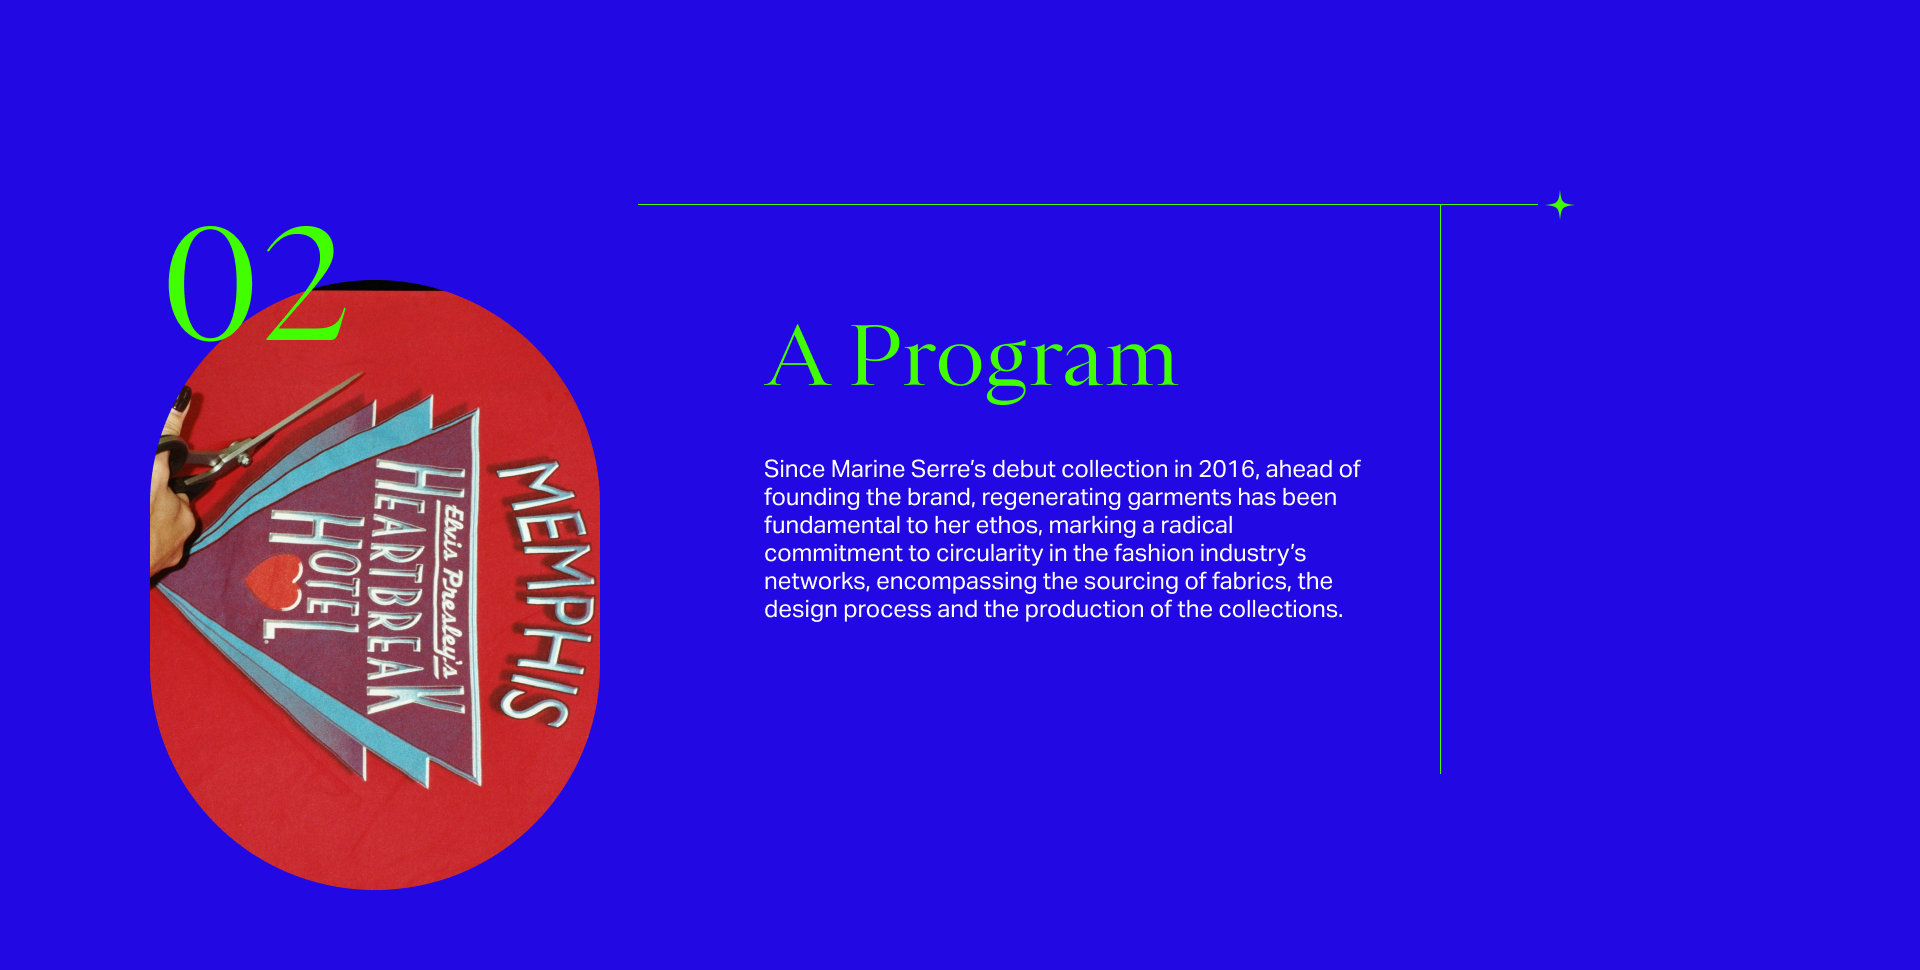 02
A Program
Since Marine Serre’s debut collection in 2016, ahead of
founding the brand, regenerating garments has been
fundamental to her ethos, marking a radical
commitment to circularity in the fashion industry’s
networks, encompassing the sourcing of fabrics, the
design process and the production of the collections.
MEMPHIS
Elvis Presley's
HEARTBREAK
HOTEL